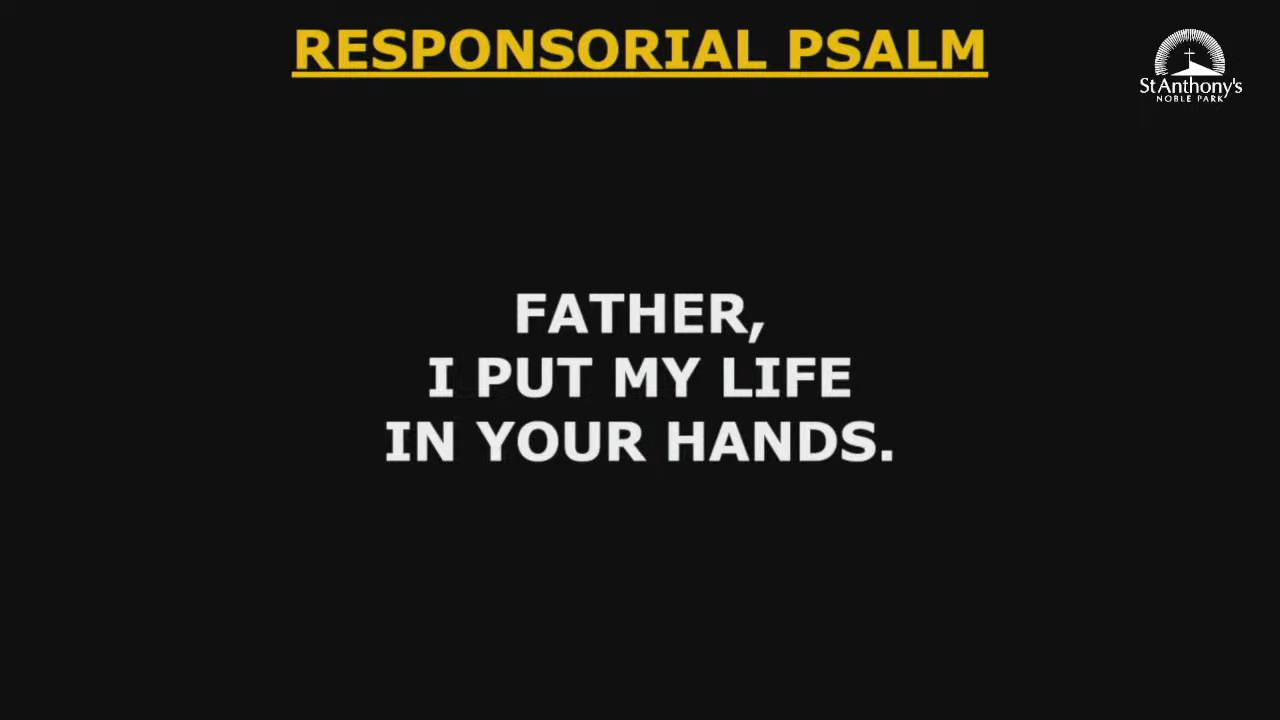 RESPONSORIAL PSALM
St Anthony's
NOBLE PARK
FATHER,
I PUT MY LIFE
IN YOUR HANDS.